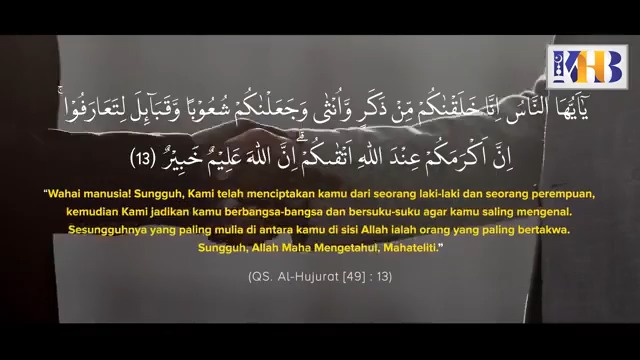 KHB
يٰٓاَيُّهَا النَّاسُ اِنَّا خَلَقْنٰكُمْ مِّنْ ذَكَرٍ وَّاُنْثٰى وَجَعَلْنٰكُمْ شُعُوْبًا وَّقَبَاۤىِٕلَ لِتَعَارَفُوْا ۚ
اِنَّ اَكْرَمَكُمْ عِنْدَ اللّٰهِ اَتْقٰىكُمْ ۗ اِنَّ اللّٰهَ عَلِيْمٌ خَبِيْرٌ (13)
“Wahai manusia! Sungguh, Kami telah menciptakan kamu dari seorang laki-laki dan seorang perempuan,
kemudian Kami jadikan kamu berbangsa-bangsa dan bersuku-suku agar kamu saling mengenal.
Sesungguhnya yang paling mulia di antara kamu di sisi Allah ialah orang yang paling bertakwa.
Sungguh, Allah Maha Mengetahui, Mahateliti.”
(QS. Al-Hujurat [49] : 13)